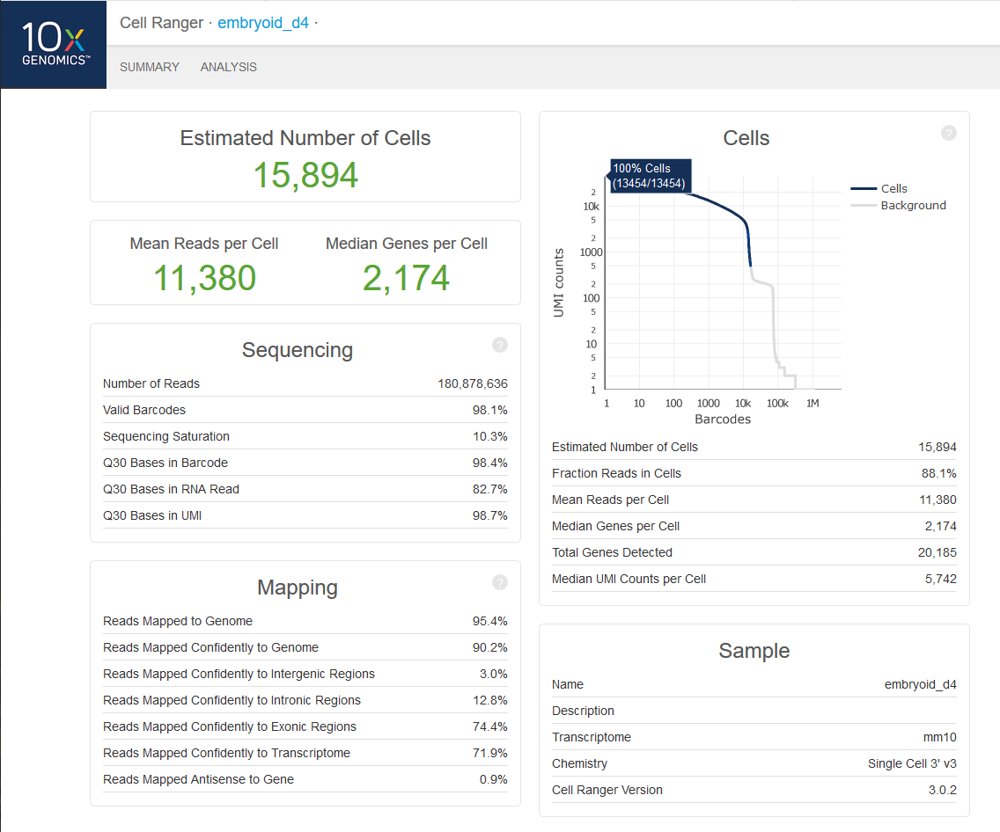 10x
GENOMICS™
Cell Ranger · embryoid_d4 ·
SUMMARY ANALYSIS
Estimated Number of Cells
15,894
Mean Reads per Cell Median Genes per Cell
11,380 2,174
Sequencing ?
Number of Reads 180,878,636
Valid Barcodes 98.1%
Sequencing Saturation 10.3%
Q30 Bases in Barcode 98.4%
Q30 Bases in RNA Read 82.7%
Q30 Bases in UMI 98.7%
Mapping ?
Reads Mapped to Genome 95.4%
Reads Mapped Confidently to Genome 90.2%
Reads Mapped Confidently to Intergenic Regions 3.0%
Reads Mapped Confidently to Intronic Regions 12.8%
Reads Mapped Confidently to Exonic Regions 74.4%
Reads Mapped Confidently to Transcriptome 71.9%
Reads Mapped Antisense to Gene 0.9%
Cells ?
100% Cells
(13454/13454)
Cells
Background
UMI counts
2
10k
5
2
1000
5
2
100
5
2
10
5
2
1
1 10 100 1000 10k 100k 1M
Barcodes
Estimated Number of Cells 15,894
Fraction Reads in Cells 88.1%
Mean Reads per Cell 11,380
Median Genes per Cell 2,174
Total Genes Detected 20,185
Median UMI Counts per Cell 5,742
Sample
Name embryoid_d4
Description
Transcriptome mm10
Chemistry Single Cell 3' v3
Cell Ranger Version 3.0.2